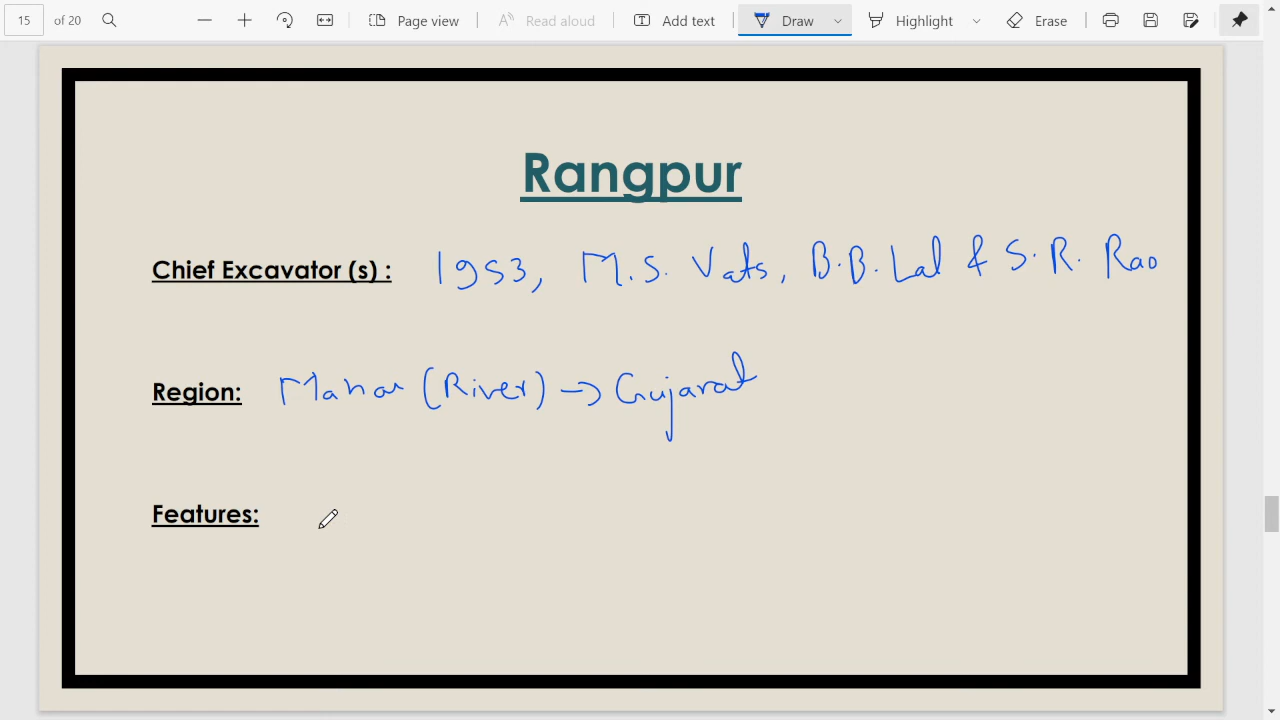 15 of 20 Page view Read aloud Add text Draw Highlight Erase
Rangpur
Chief Excavator (s) : 1953, M.S. Vats, B.B. Lal & S.R. Rao
Region: Mahar (River) → Gujarat
Features: